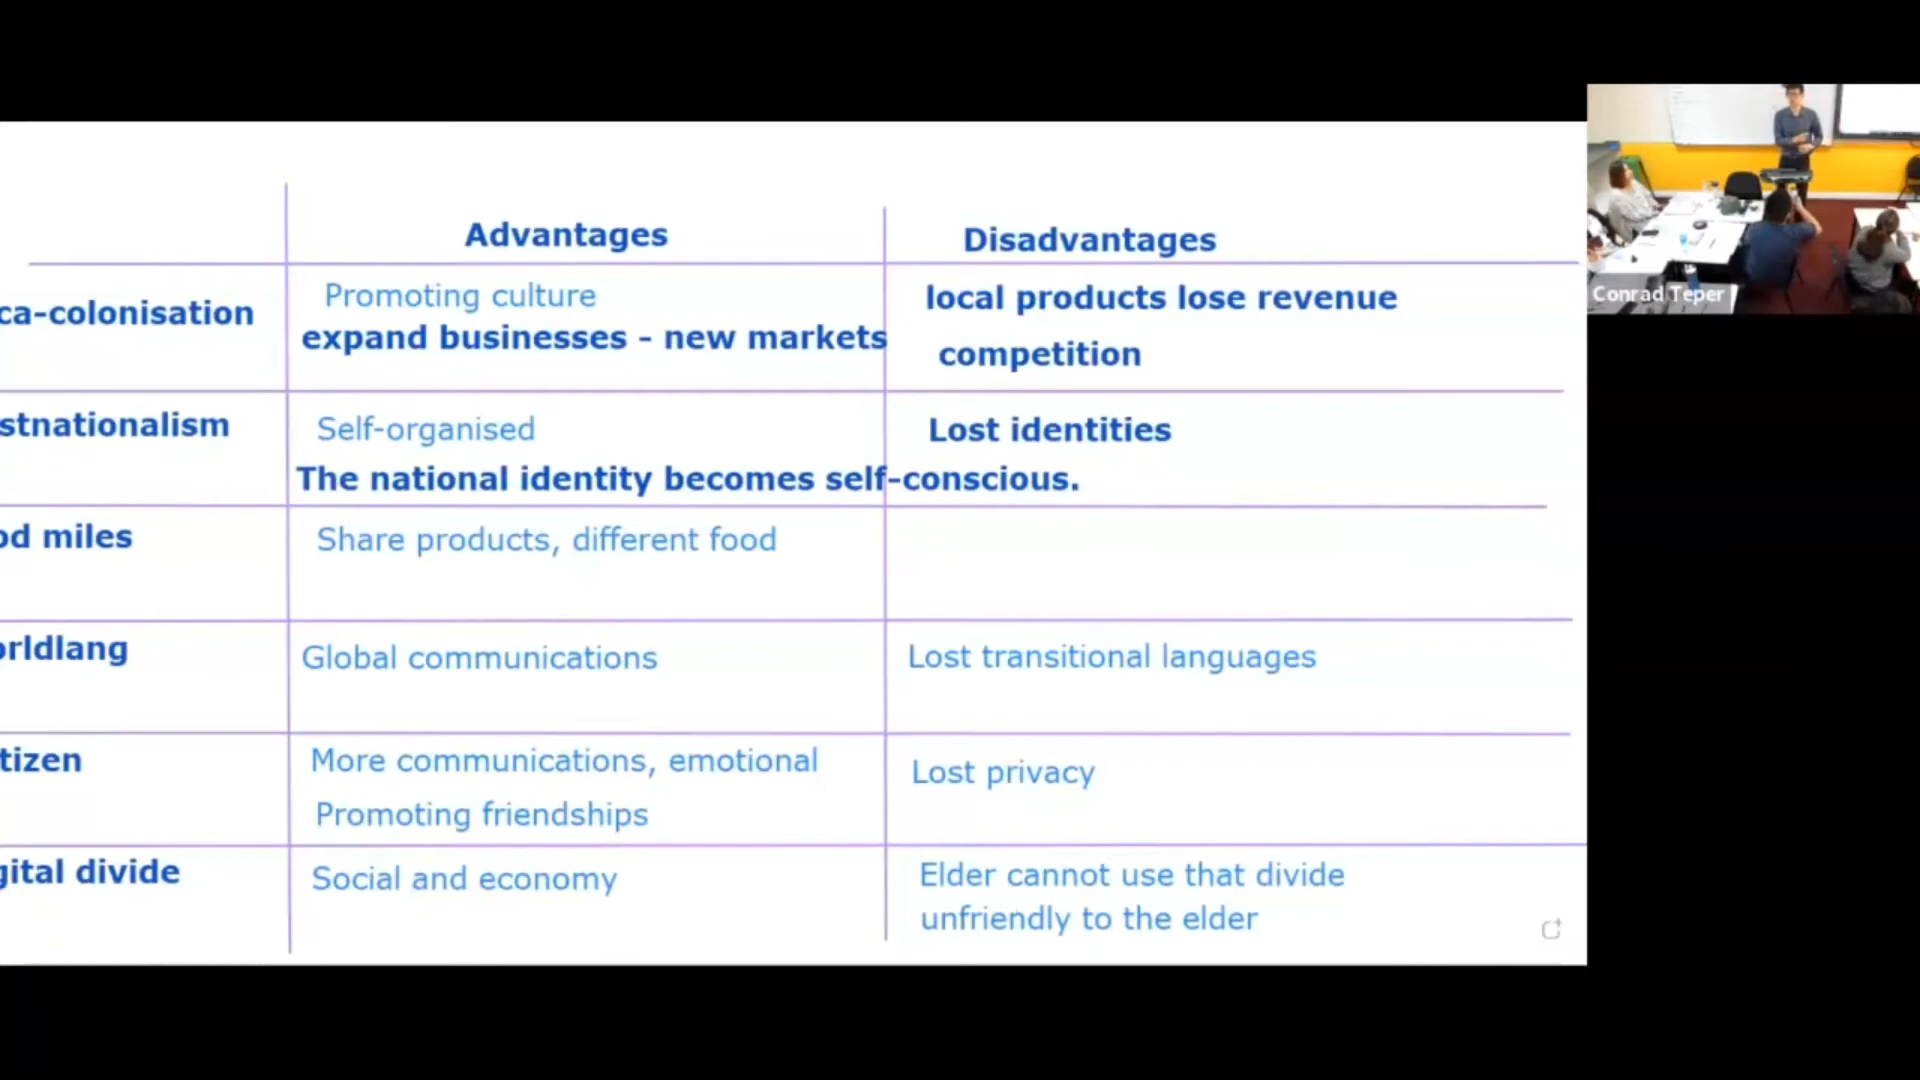 Advantages
Disadvantages
ca-colonisation
Promoting culture
expand businesses - new markets
local products lose revenue
competition
stnationalism
Self-organised
Lost identities
The national identity becomes self-conscious.
od miles
Share products, different food
orldlang
Global communications
Lost transitional languages
tizen
More communications, emotional
Promoting friendships
Lost privacy
gital divide
Social and economy
Elder cannot use that divide
unfriendly to the elder
Conrad Teper